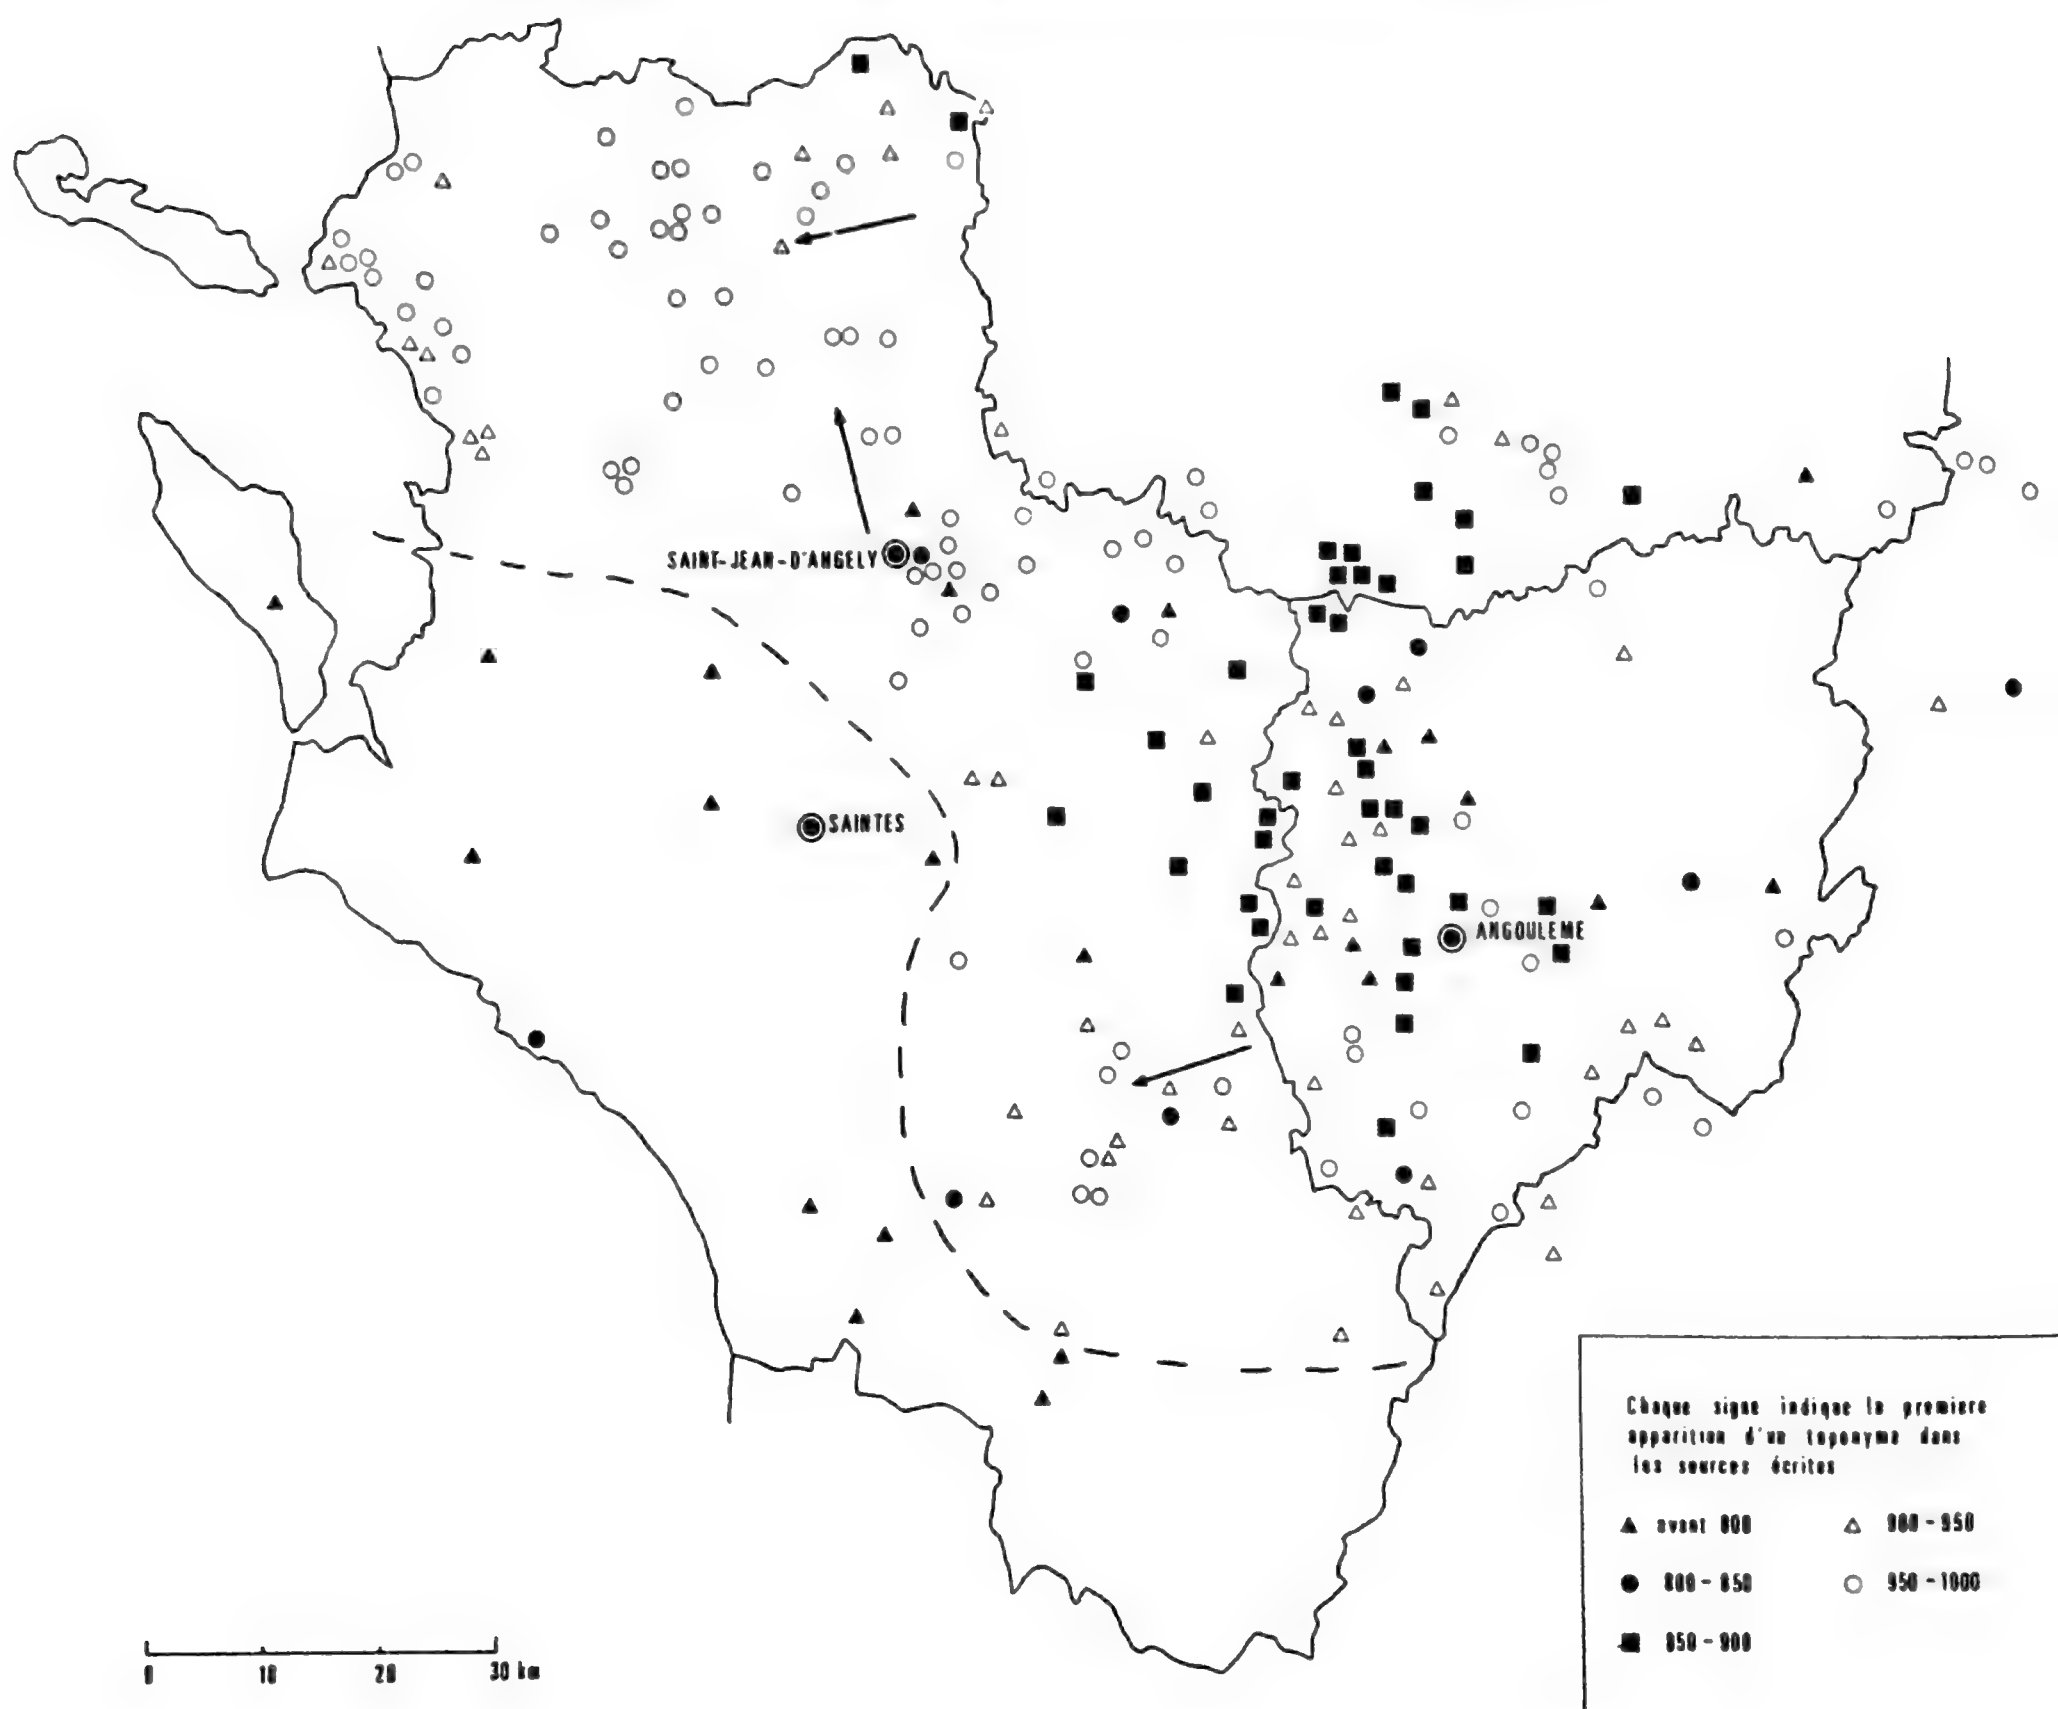 SAINT-JEAN-D'ANGELY
SAINTES
ANGOULEME
Chaque signe indique la premiere
apparition d'un toponyme dans
les sources écrites
avant 800
900-950
800-850
950-1000
850-900
0 10 20 30 km